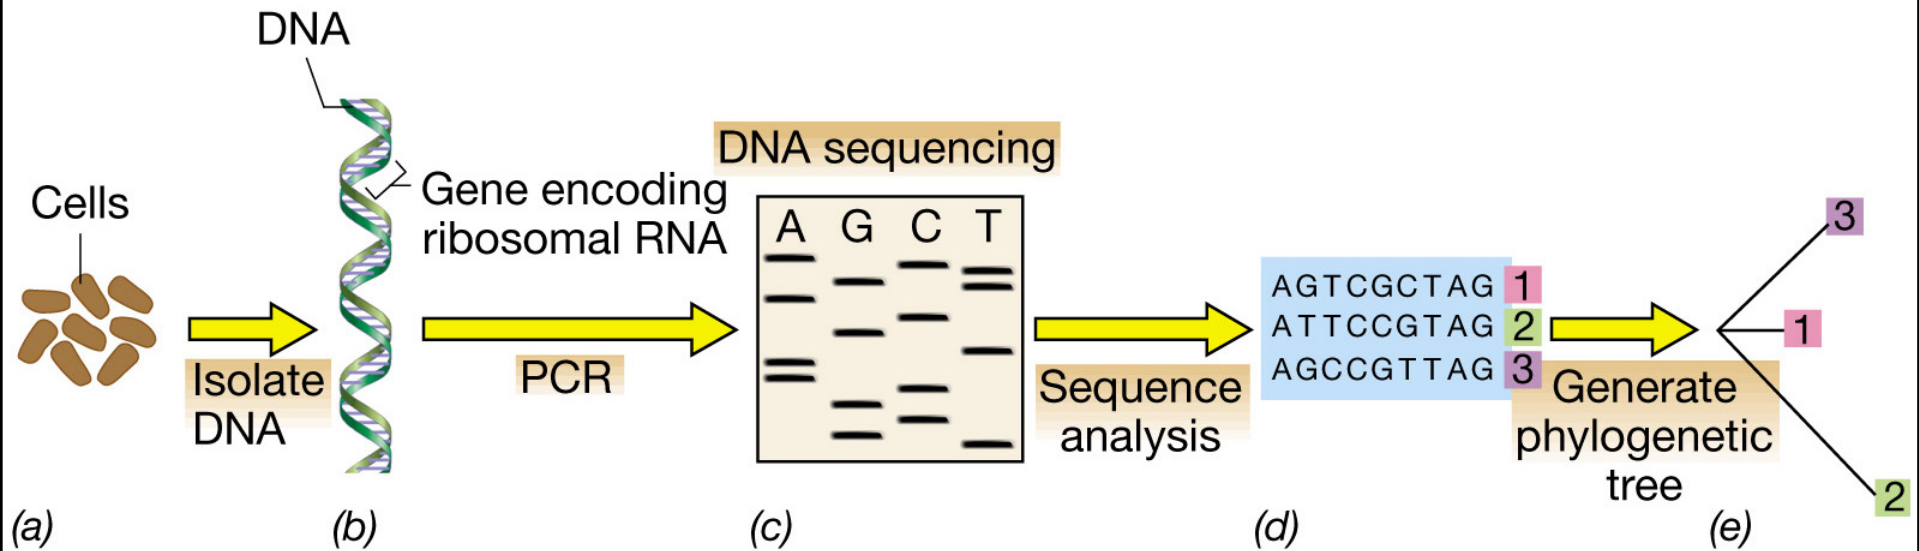 DNA
Cells
Isolate
DNA
Gene encoding
ribosomal RNA
PCR
DNA sequencing
A G C T
Sequence
analysis
AGTCGCTAG 1
ATTCCGTAG 2
AGCCGTTAG 3
Generate
phylogenetic
tree
3
1
2
(a) (b) (c) (d) (e)